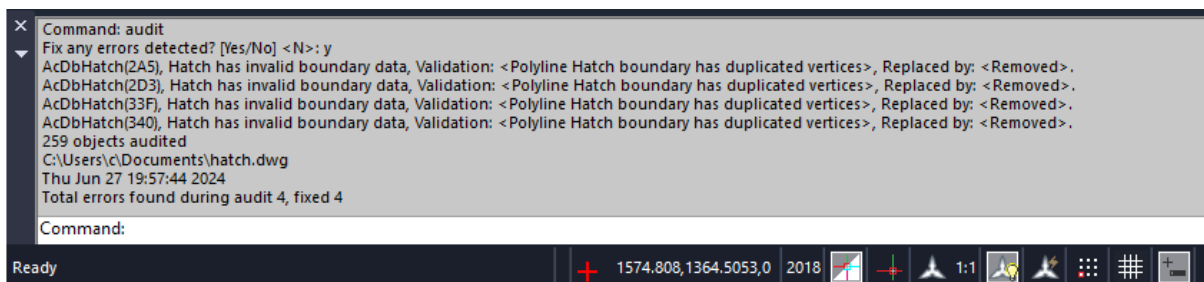 Command: audit
Fix any errors detected? [Yes/No] <N>: y
AcDbHatch(2A5), Hatch has invalid boundary data, Validation: <Polyline Hatch boundary has duplicated vertices>, Replaced by: <Removed>.
AcDbHatch(2D3), Hatch has invalid boundary data, Validation: <Polyline Hatch boundary has duplicated vertices>, Replaced by: <Removed>.
AcDbHatch(33F), Hatch has invalid boundary data, Validation: <Polyline Hatch boundary has duplicated vertices>, Replaced by: <Removed>.
AcDbHatch(340), Hatch has invalid boundary data, Validation: <Polyline Hatch boundary has duplicated vertices>, Replaced by: <Removed>.
259 objects audited
C:\Users\c\Documents\hatch.dwg
Thu Jun 27 19:57:44 2024
Total errors found during audit 4, fixed 4
Command:
Ready 1574.808,1364.5053,0 2018 1:1